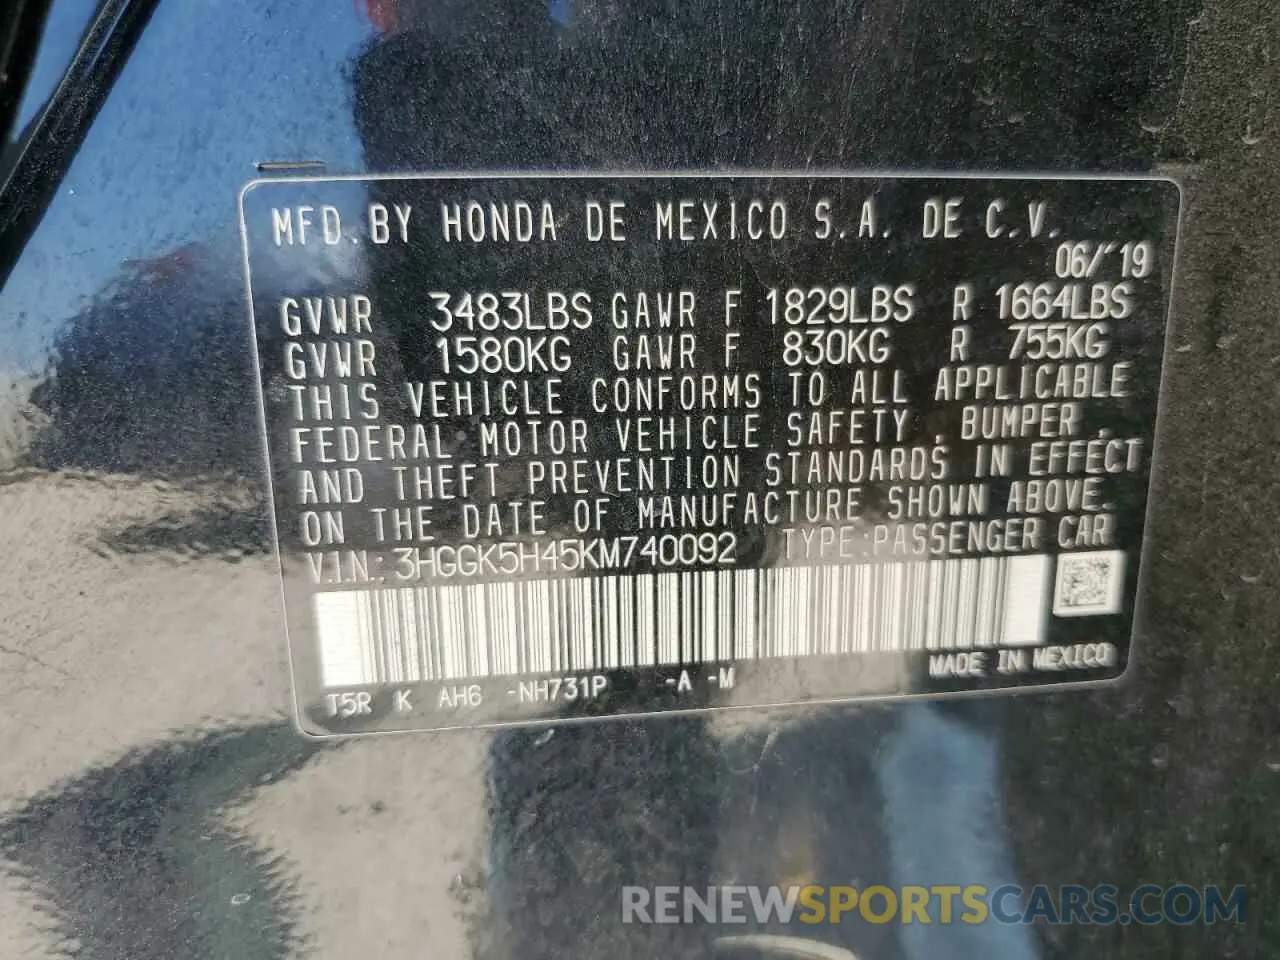 MFD. BY HONDA DE MEXICO S.A. DE C.V.
06/'19
GVWR 3483LBS GAWR F 1829LBS R 1664LBS
GVWR 1580KG GAWR F 830KG R 755KG
THIS VEHICLE CONFORMS TO ALL APPLICABLE
FEDERAL MOTOR VEHICLE SAFETY , BUMPER ,
AND THEFT PREVENTION STANDARDS IN EFFECT
ON THE DATE OF MANUFACTURE SHOWN ABOVE.
V.I.N.: 3HGGK5H45KM740092 TYPE:PASSENGER CAR
MADE IN MEXICO
T5R K AH6 -NH731P -A -M
RENEWSPORTSCARS.COM